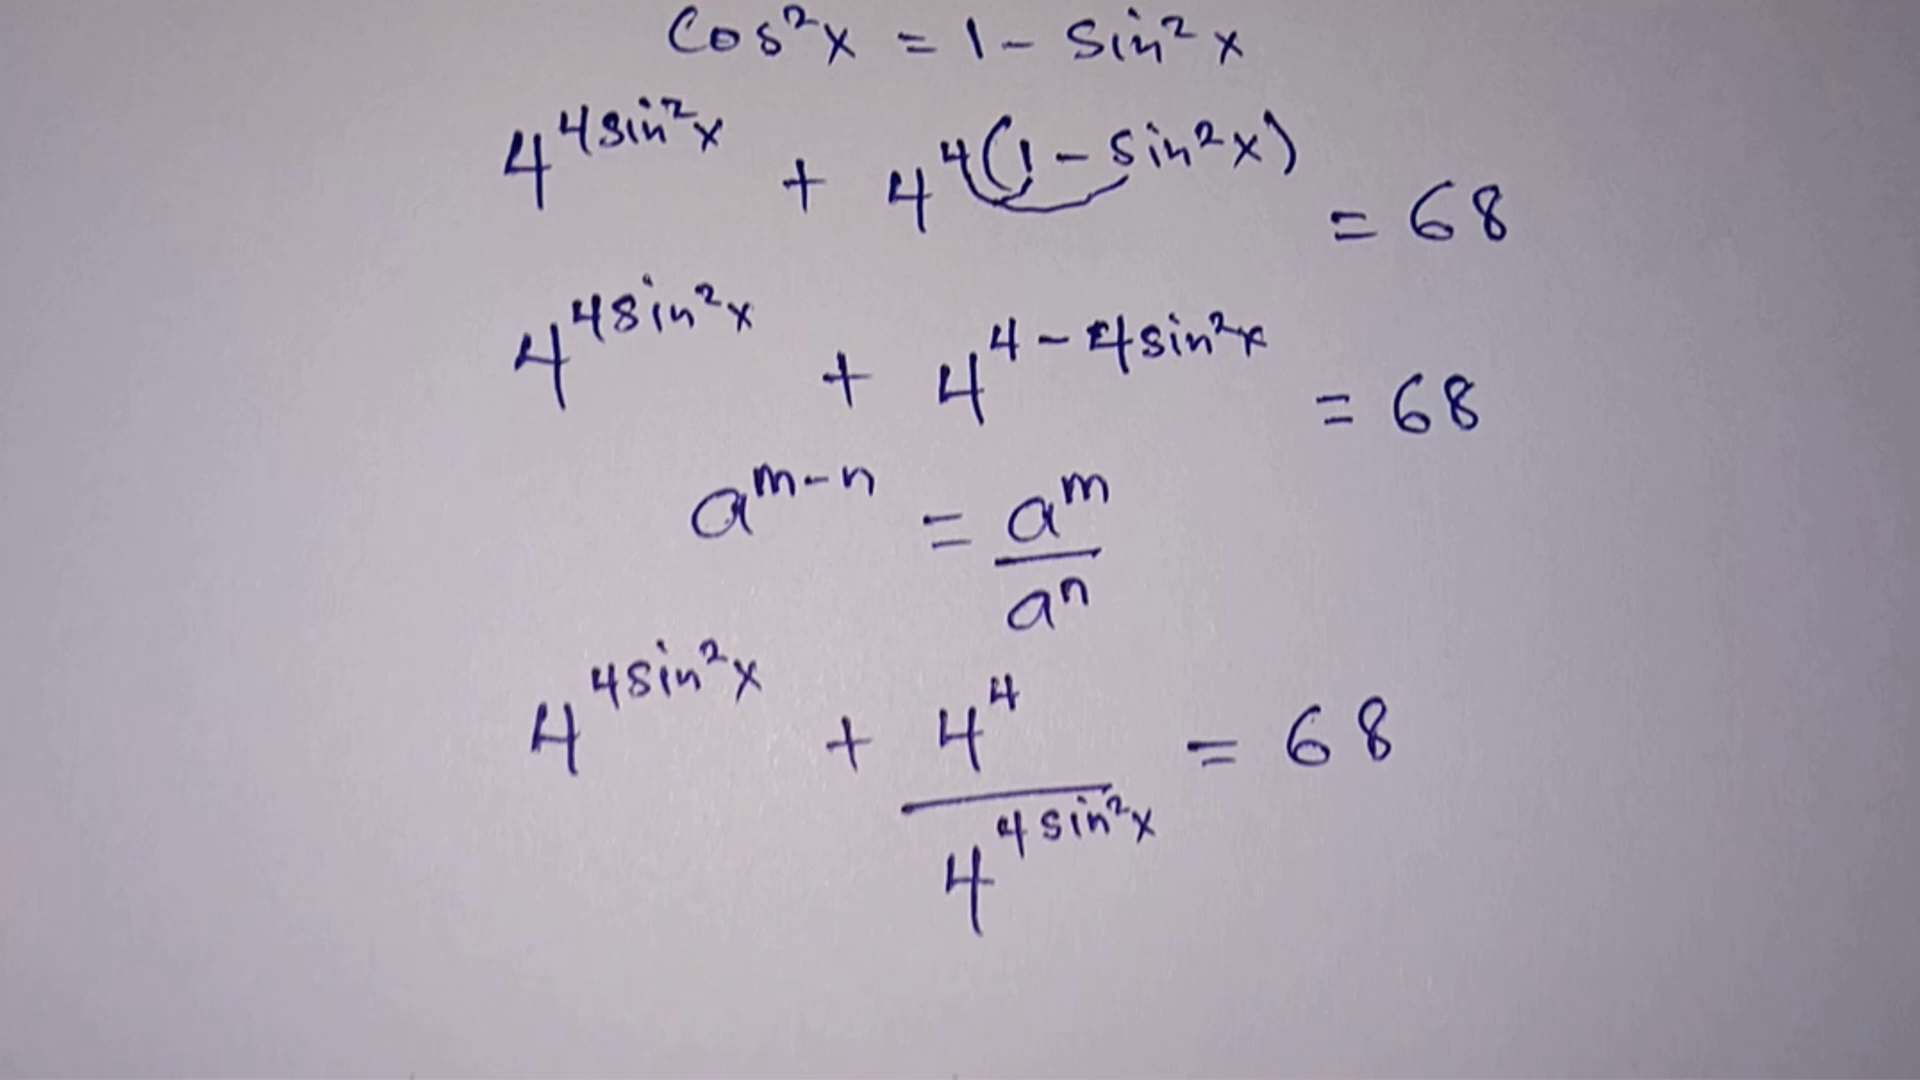 cos²x = 1 - sin²x
4^{4sin²x} + 4^{4(1 - sin²x)} = 68
4^{4sin²x} + 4^{4 - 4sin²x} = 68
a^{m-n} = a^m / a^n
4^{4sin²x} + 4^4 / 4^{4sin²x} = 68